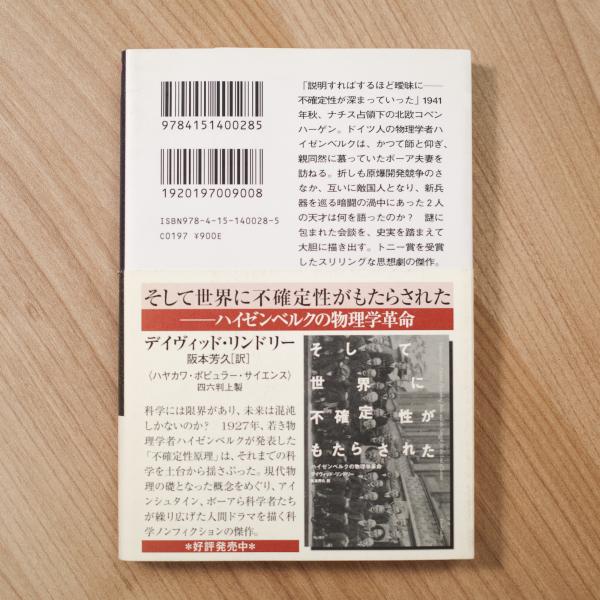 9784151400285
1920197009008
ISBN978-4-15-140028-5
C0197 ¥900E
「説明すればするほど曖昧に――
不確定性が深まっていった」1941
年秋、ナチス占領下の北欧コペン
ハーゲン。ドイツ人の物理学者ハ
イゼンベルクは、かつて師と仰ぎ、
親同然に慕っていたボーア夫妻を
訪ねる。折しも原爆開発競争のさ
なか、互いに敵国人となり、新兵
器を巡る暗闘の渦中にあった2人
の天才は何を語ったのか? 謎に
包まれた会談を、史実を踏まえて
大胆に描き出す。トニー賞を受賞
したスリリングな思想劇の傑作。
そして世界に不確定性がもたらされた
――ハイゼンベルクの物理学革命
デイヴィッド・リンドリー
阪本芳久[訳]
〈ハヤカワ・ポピュラー・サイエンス〉
四六判上製
科学には限界があり、未来は混沌
しかないのか? 1927年、若き物
理学者ハイゼンベルクが発表した
「不確定性原理」は、それまでの科
学を土台から揺さぶった。現代物
理の礎となった概念をめぐり、アイ
ンシュタイン、ボーアら科学者たち
が繰り広げた人間ドラマを描く科
学ノンフィクションの傑作。
*好評発売中*
そして
世界に
不確定性が
もたらされた
ハイゼンベルクの物理学革命
デイヴィッド・リンドリー
阪本芳久 訳